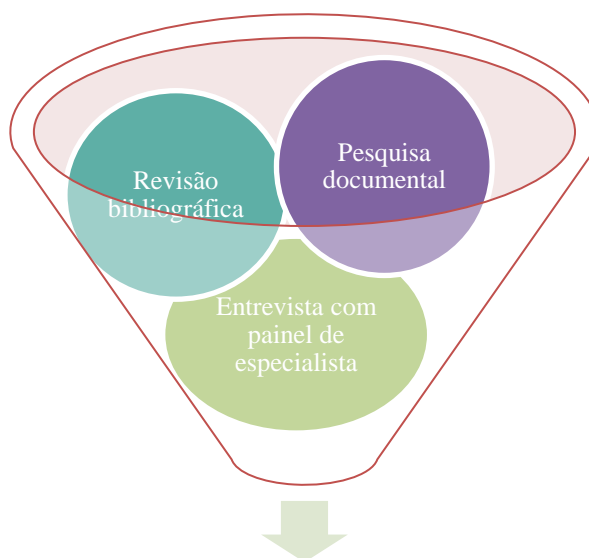 Revisão
bibliográfica
Pesquisa
documental
Entrevista com
painel de
especialista